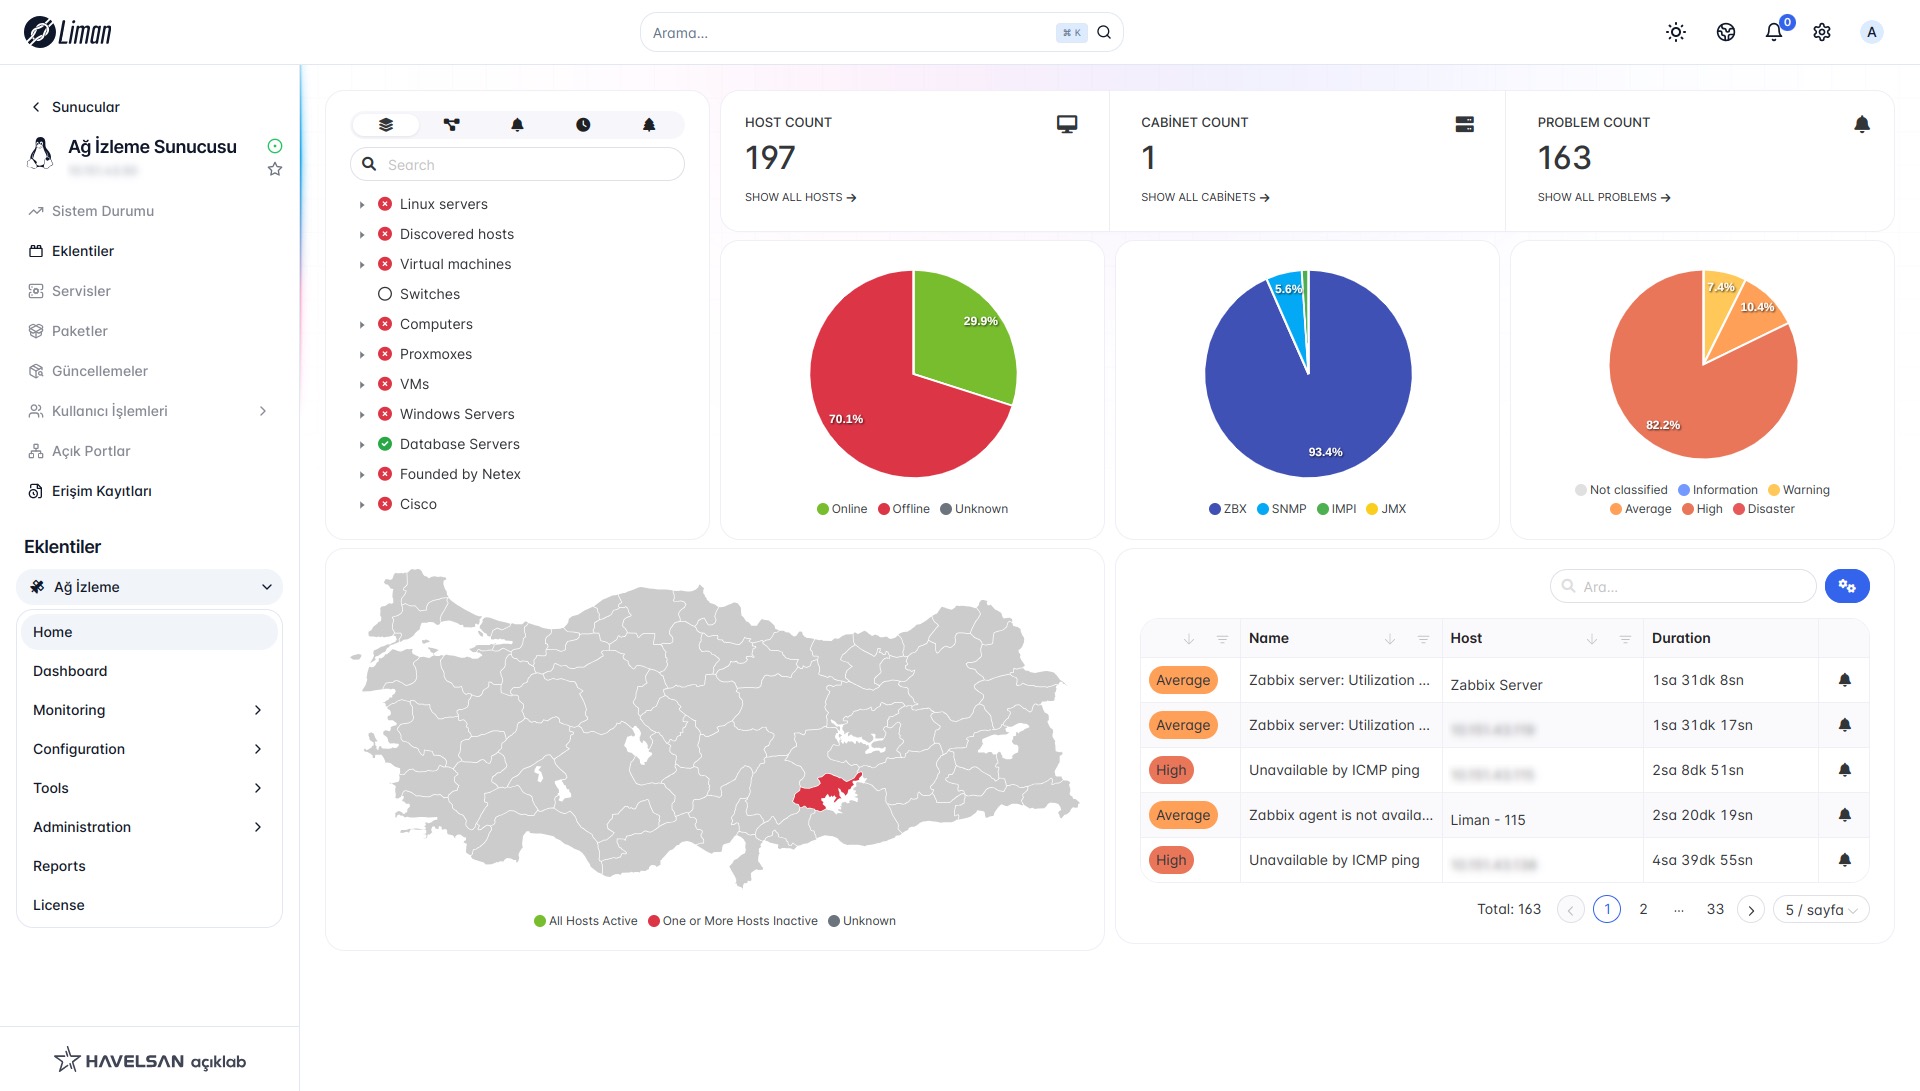 Liman
Arama...
⌘ K
0
A
Sunucular
Ağ İzleme Sunucusu
Sistem Durumu
Eklentiler
Servisler
Paketler
Güncellemeler
Kullanıcı İşlemleri
Açık Portlar
Erişim Kayıtları
Eklentiler
Ağ İzleme
Home
Dashboard
Monitoring
Configuration
Tools
Administration
Reports
License
HAVELSAN açıklab
Search
Linux servers
Discovered hosts
Virtual machines
Switches
Computers
Proxmoxes
VMs
Windows Servers
Database Servers
Founded by Netex
Cisco
HOST COUNT
197
SHOW ALL HOSTS →
CABİNET COUNT
1
SHOW ALL CABİNETS →
PROBLEM COUNT
163
SHOW ALL PROBLEMS →
29.9%
70.1%
Online Offline Unknown
5.6%
93.4%
ZBX SNMP IMPI JMX
7.4%
10.4%
82.2%
Not classified Information Warning
Average High Disaster
All Hosts Active One or More Hosts Inactive Unknown
Ara...
Name Host Duration
Average Zabbix server: Utilization ... Zabbix Server 1sa 31dk 8sn
Average Zabbix server: Utilization ... 1sa 31dk 17sn
High Unavailable by ICMP ping 2sa 8dk 51sn
Average Zabbix agent is not availa... Liman - 115 2sa 20dk 19sn
High Unavailable by ICMP ping 4sa 39dk 55sn
Total: 163 1 2 ... 33 5 / sayfa